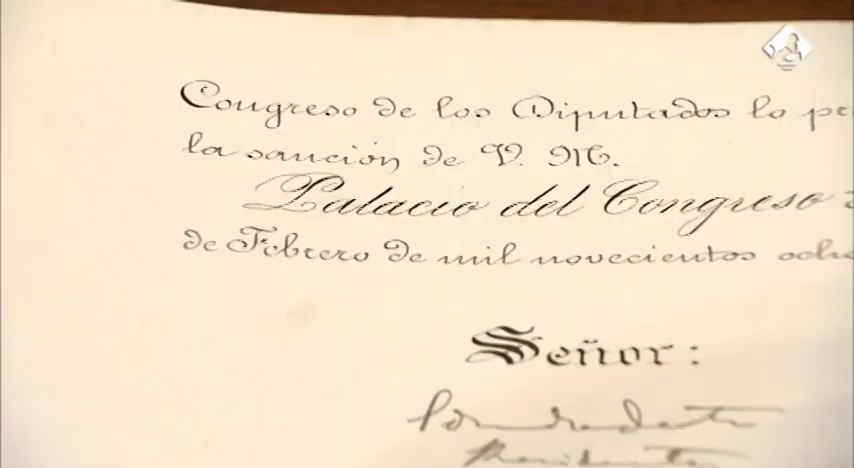 Congreso de los Diputados lo
la sanción de V. M.
Palacio del Congreso
de Febrero de mil novecientos
Señor: